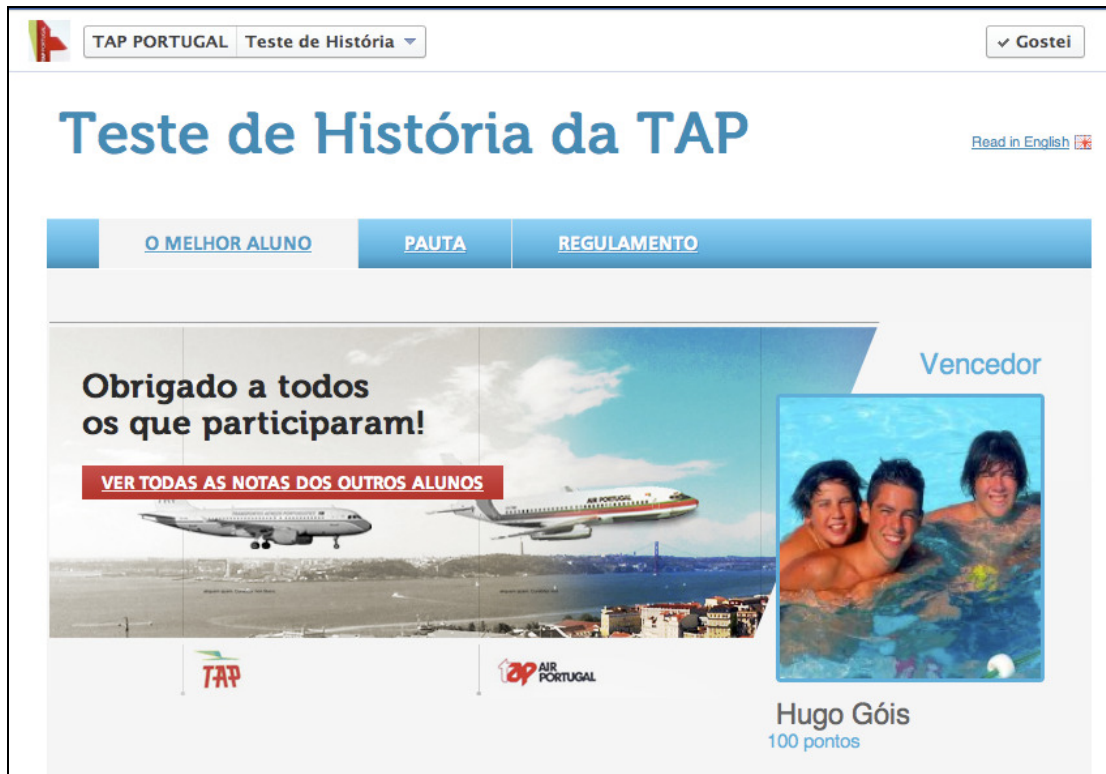 TAP PORTUGAL Teste de História
✓ Gostei
Teste de História da TAP
Read in English
O MELHOR ALUNO PAUTA REGULAMENTO
Obrigado a todos
os que participaram!
VER TODAS AS NOTAS DOS OUTROS ALUNOS
Vencedor
AIR PORTUGAL
TAP
tap AIR PORTUGAL
Hugo Góis
100 pontos